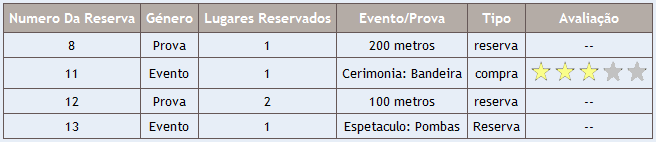 Numero Da Reserva Género Lugares Reservados Evento/Prova Tipo Avaliação
8 Prova 1 200 metros reserva --
11 Evento 1 Cerimonia: Bandeira compra
12 Prova 2 100 metros reserva --
13 Evento 1 Espetaculo: Pombas Reserva --